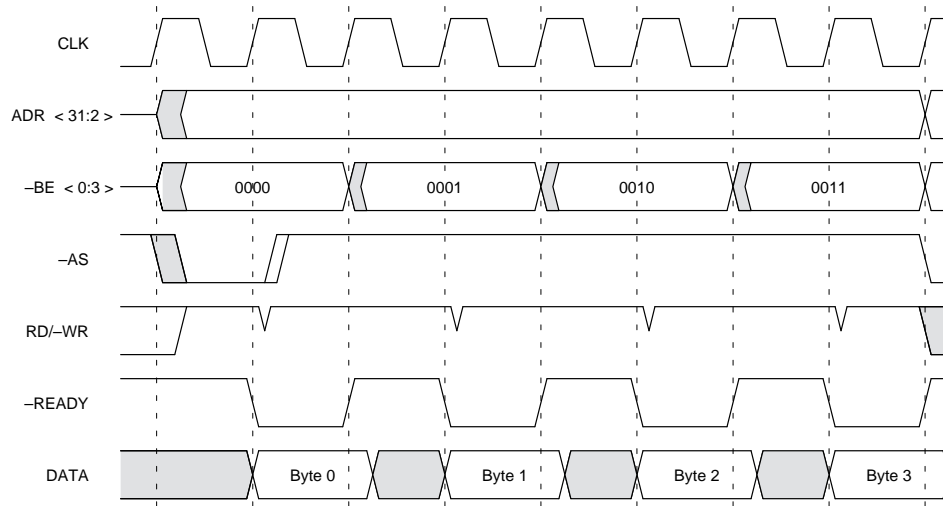 CLK
ADR < 31:2 >
–BE < 0:3 > 0000 0001 0010 0011
–AS
RD/–WR
–READY
DATA Byte 0 Byte 1 Byte 2 Byte 3